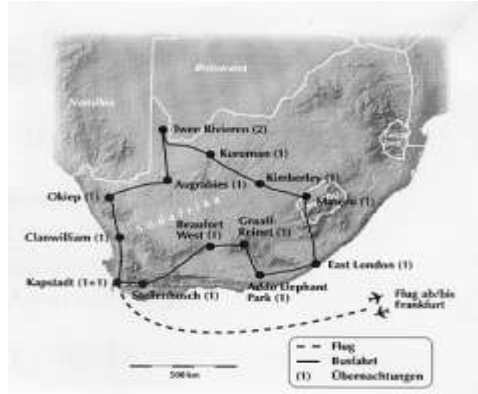 Botswana
Namibia
Twee Rivieren (2)
Kuruman (1)
Kimberley (1)
Augrabies (1)
Okiep (1)
Maseru (1)
Südafrika
Graaff-
Beaufort
Reinet (1)
West (1)
Clanwilliam (1)
East London (1)
Kapstadt (1+1)
Addo Elephant
Stellenbosch (1)
Park (1)
Flug ab/bis
Frankfurt
Flug
Busfahrt
500 km
(1) Übernachtungen